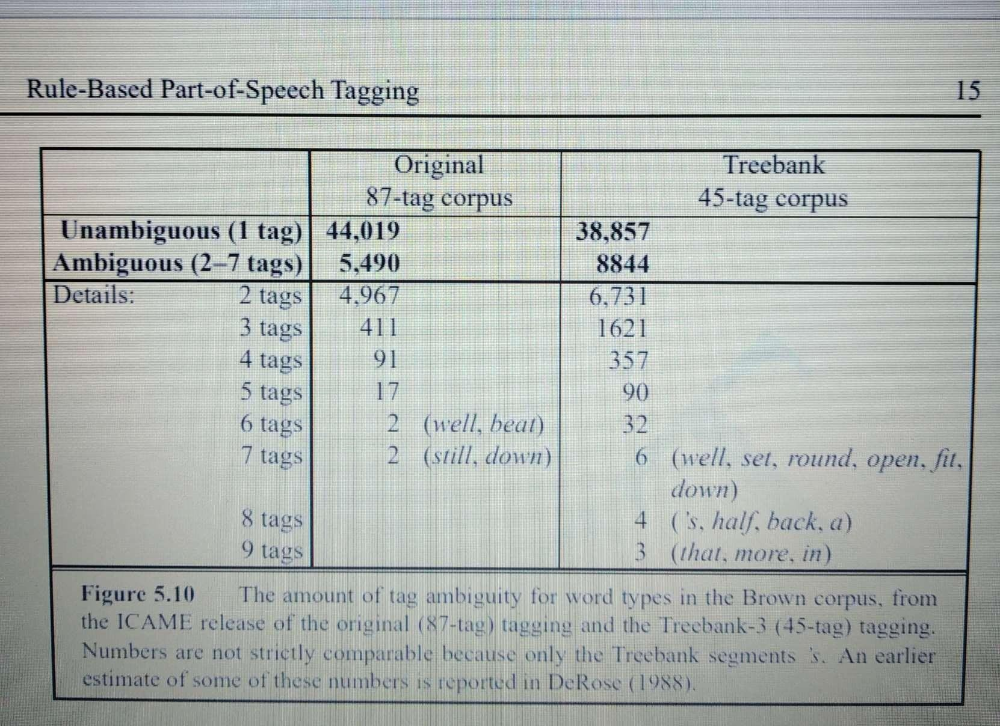 Rule-Based Part-of-Speech Tagging 15
Original Treebank
87-tag corpus 45-tag corpus
Unambiguous (1 tag) 44,019 38,857
Ambiguous (2–7 tags) 5,490 8844
Details: 2 tags 4,967 6,731
3 tags 411 1621
4 tags 91 357
5 tags 17 90
6 tags 2 (well, beat) 32
7 tags 2 (still, down) 6 (well, set, round, open, fit,
down)
8 tags 4 ('s, half, back, a)
9 tags 3 (that, more, in)
Figure 5.10 The amount of tag ambiguity for word types in the Brown corpus, from
the ICAME release of the original (87-tag) tagging and the Treebank-3 (45-tag) tagging.
Numbers are not strictly comparable because only the Treebank segments 's. An earlier
estimate of some of these numbers is reported in DeRose (1988).